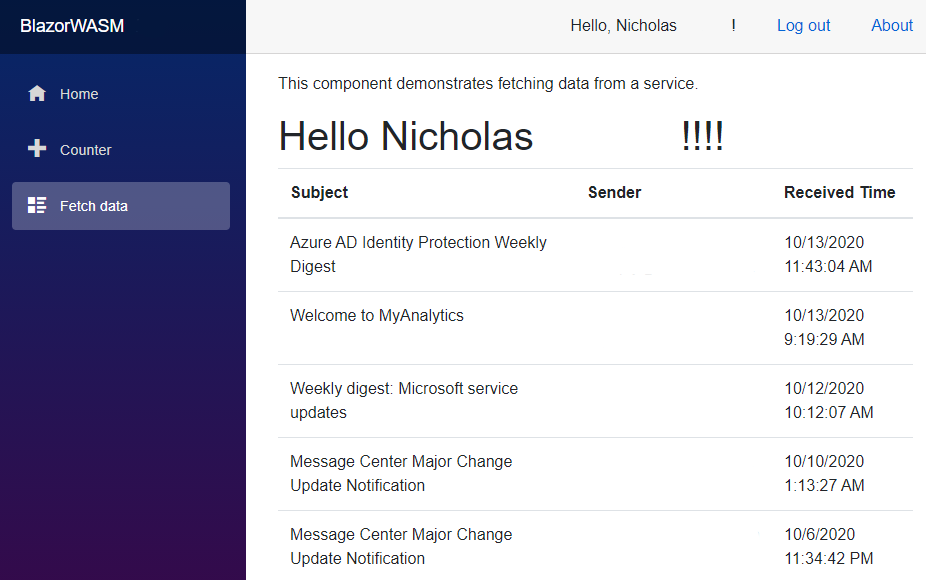 BlazorWASM
Hello, Nicholas !
Log out
About
Home
Counter
Fetch data
This component demonstrates fetching data from a service.
Hello Nicholas !!!!
Subject Sender Received Time
Azure AD Identity Protection Weekly
Digest
10/13/2020
11:43:04 AM
Welcome to MyAnalytics
10/13/2020
9:19:29 AM
Weekly digest: Microsoft service
updates
10/12/2020
10:12:07 AM
Message Center Major Change
Update Notification
10/10/2020
1:13:27 AM
Message Center Major Change
Update Notification
10/6/2020
11:34:42 PM